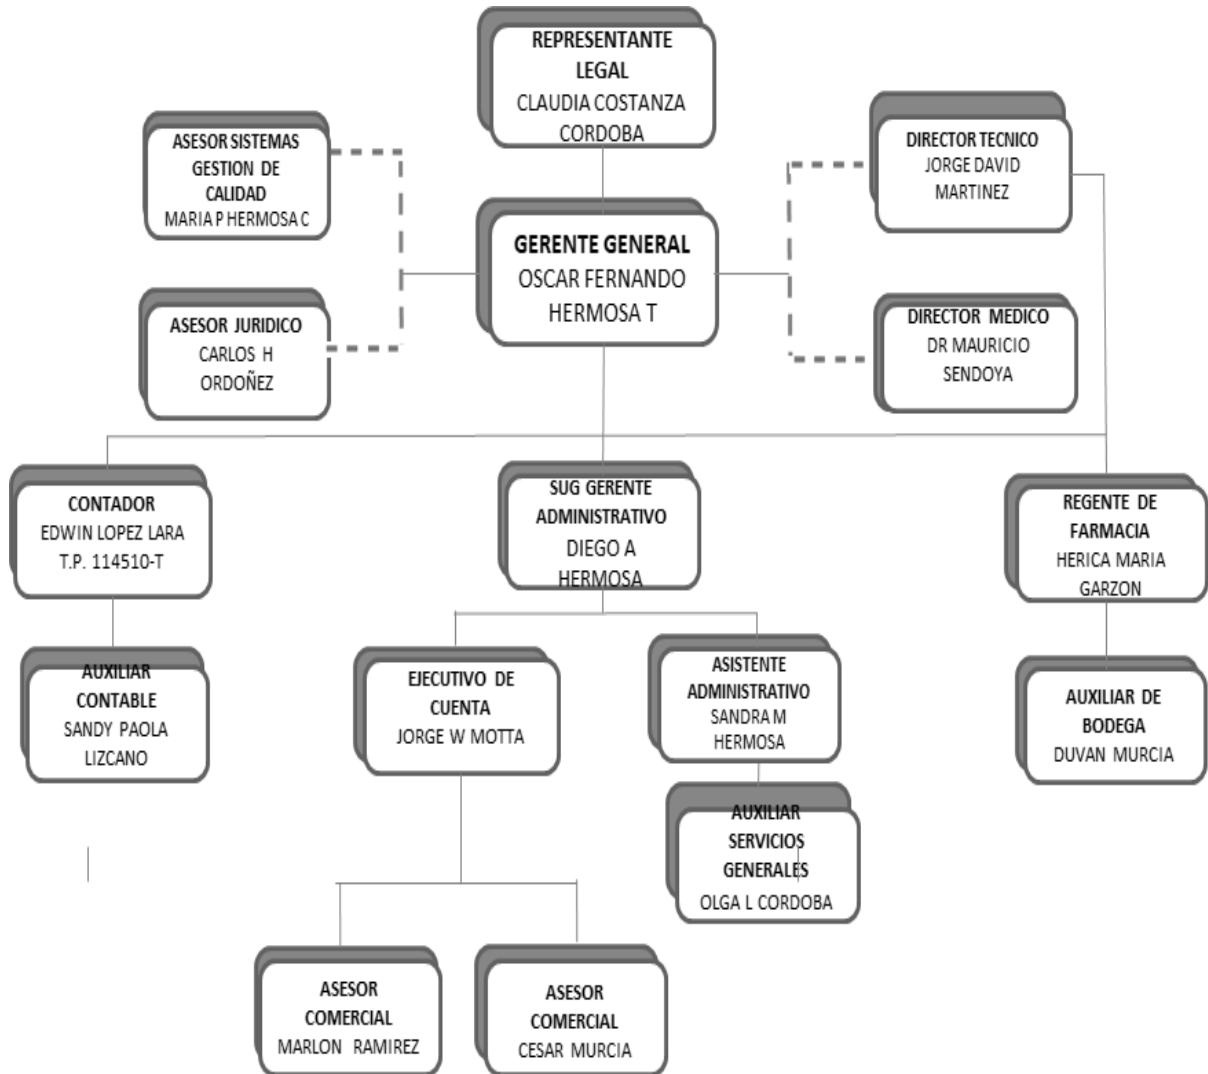 REPRESENTANTE
LEGAL
CLAUDIA COSTANZA
CORDOBA
ASESOR SISTEMAS
GESTION DE
CALIDAD
MARIA P HERMOSA C
DIRECTOR TECNICO
JORGE DAVID
MARTINEZ
GERENTE GENERAL
OSCAR FERNANDO
HERMOSA T
ASESOR JURIDICO
CARLOS H
ORDOÑEZ
DIRECTOR MEDICO
DR MAURICIO
SENDOYA
CONTADOR
EDWIN LOPEZ LARA
T.P. 114510-T
SUG GERENTE
ADMINISTRATIVO
DIEGO A
HERMOSA
REGENTE DE
FARMACIA
HERICA MARIA
GARZON
AUXILIAR
CONTABLE
SANDY PAOLA
LIZCANO
EJECUTIVO DE
CUENTA
JORGE W MOTTA
ASISTENTE
ADMINISTRATIVO
SANDRA M
HERMOSA
AUXILIAR DE
BODEGA
DUVAN MURCIA
AUXILIAR
SERVICIOS
GENERALES
OLGA L CORDOBA
ASESOR
COMERCIAL
MARLON RAMIREZ
ASESOR
COMERCIAL
CESAR MURCIA